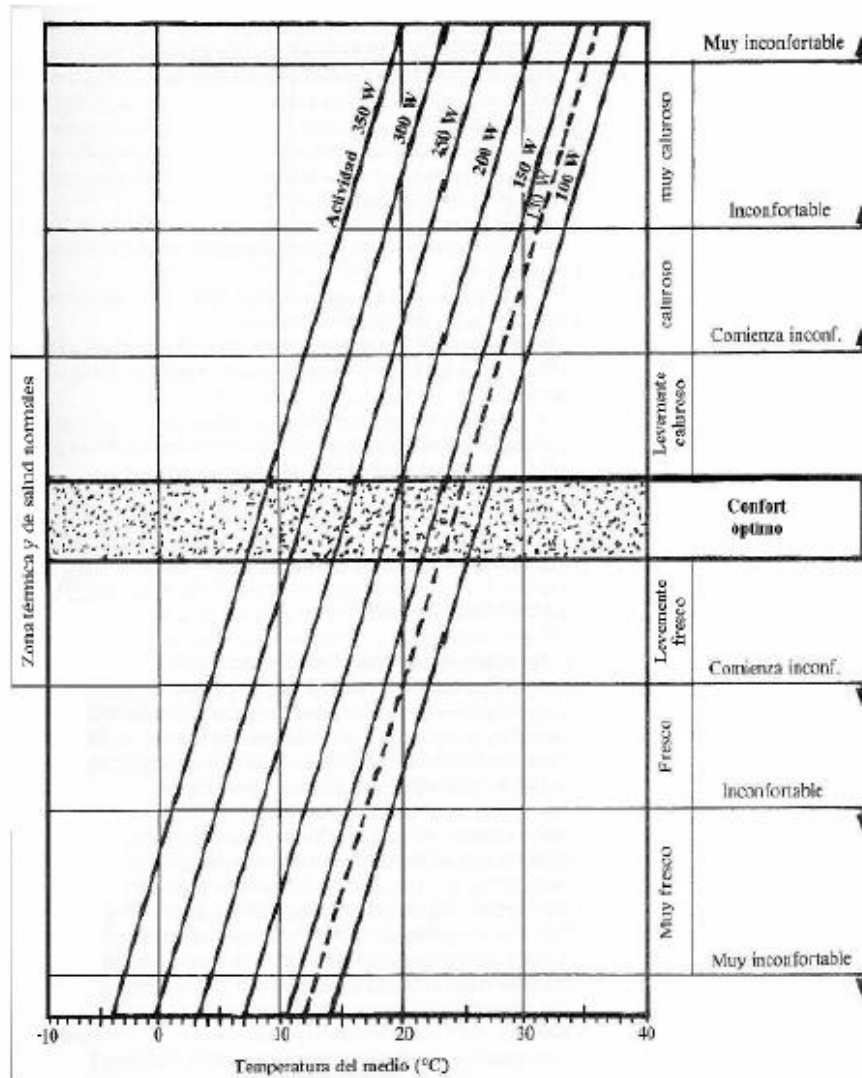 Muy inconfortable
muy caluroso
Inconfortable
caluroso
Comienza inconf.
Levemente
caluroso
Confort
optimo
Levemente
fresco
Comienza inconf.
Fresco
Inconfortable
Muy fresco
Muy inconfortable
Zona térmica y de salud normales
Actividad 350 W
300 W
250 W
200 W
150 W
130 W
100 W
-10 0 10 20 30 40
Temperatura del medio (°C)